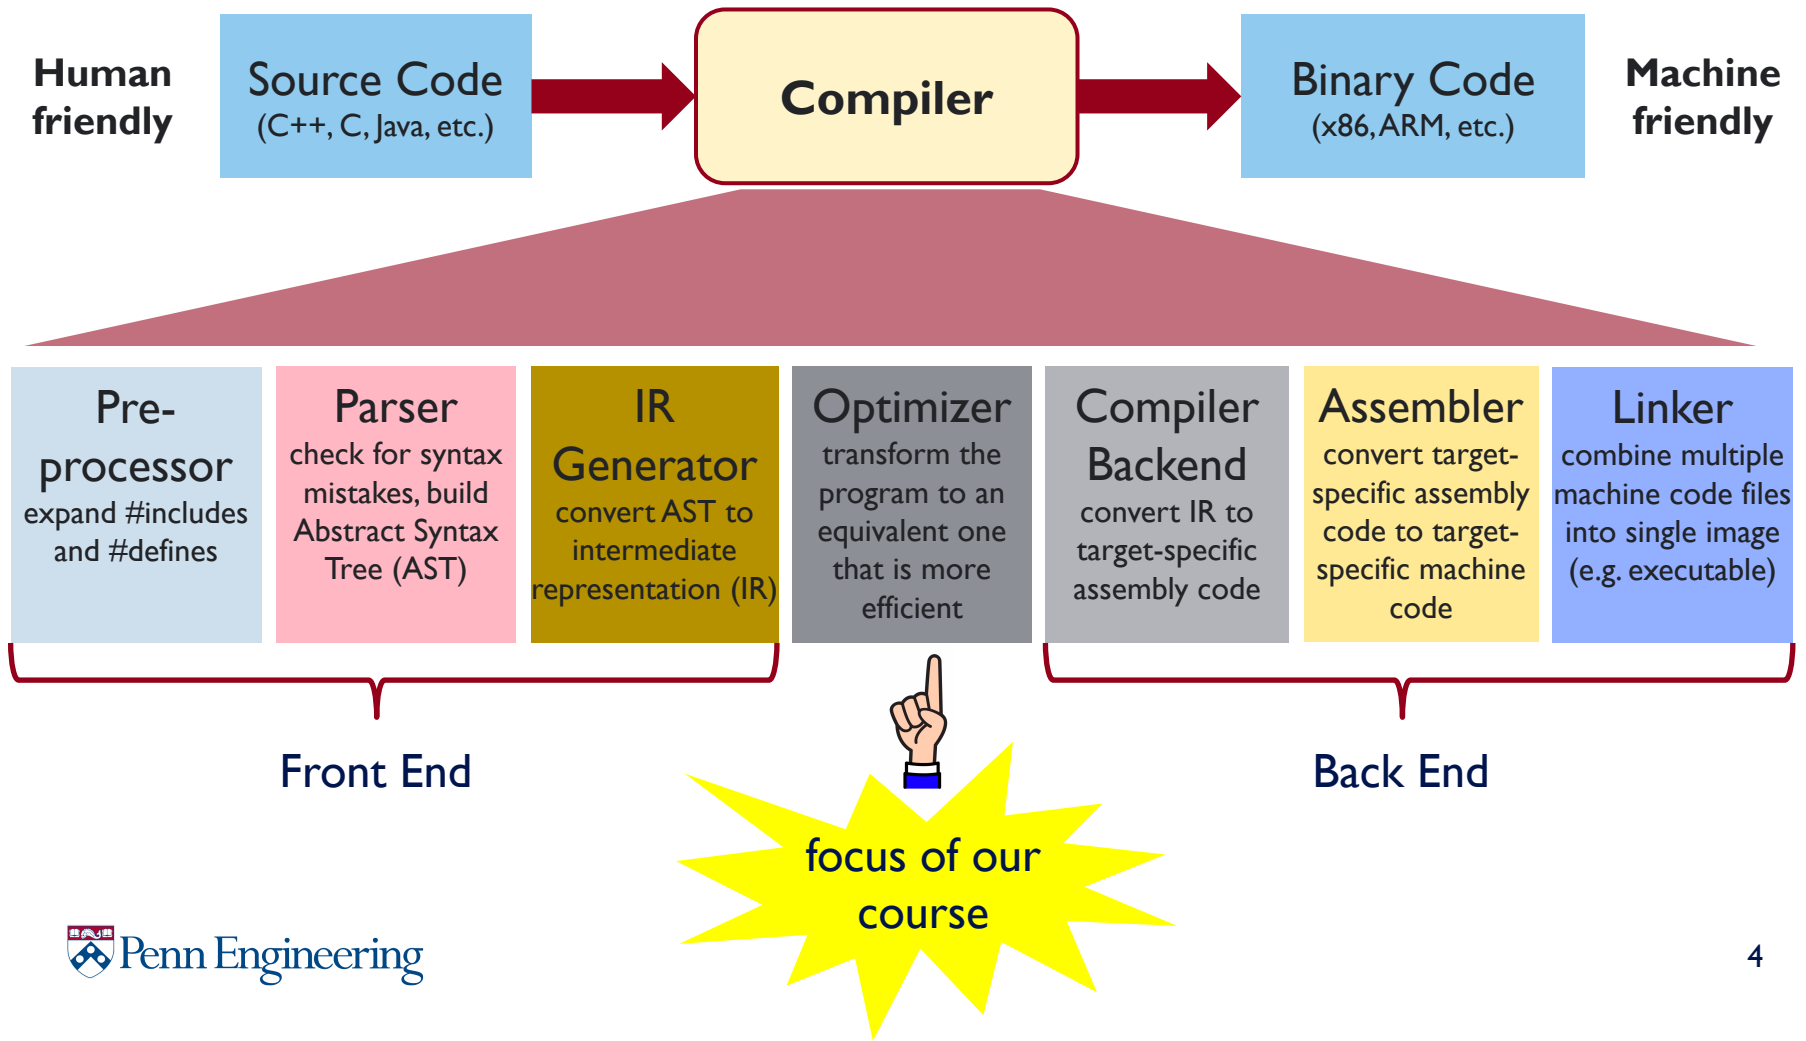 Human
friendly
Source Code
(C++, C, Java, etc.)
Compiler
Binary Code
(x86, ARM, etc.)
Machine
friendly
Pre-
processor
expand #includes
and #defines
Parser
check for syntax
mistakes, build
Abstract Syntax
Tree (AST)
IR
Generator
convert AST to
intermediate
representation (IR)
Optimizer
transform the
program to an
equivalent one
that is more
efficient
Compiler
Backend
convert IR to
target-specific
assembly code
Assembler
convert target-
specific assembly
code to target-
specific machine
code
Linker
combine multiple
machine code files
into single image
(e.g. executable)
Front End
Back End
focus of our
course
Penn Engineering
4